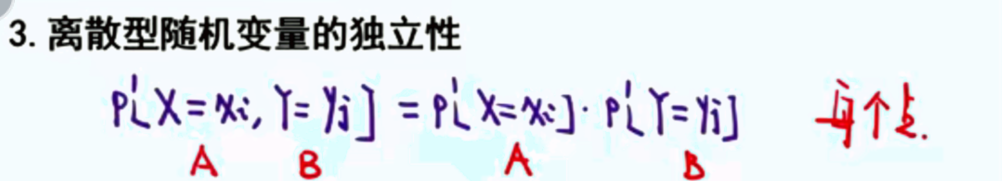 3. 离散型随机变量的独立性
P{X=xi, Y=yj} = P{X=xi}·P{Y=yj} 每个点.
A B A B